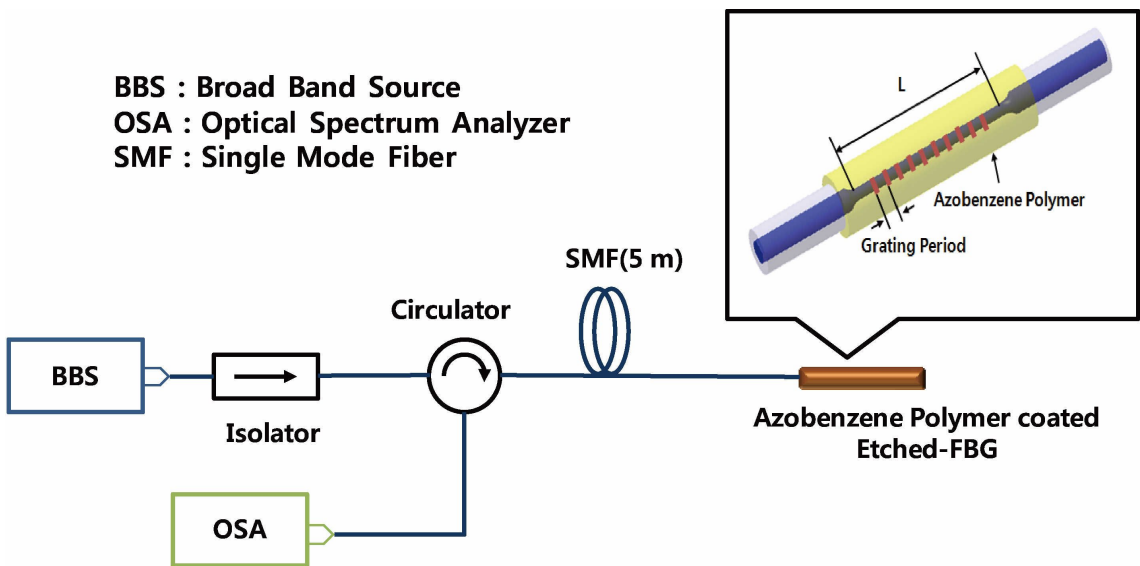 BBS : Broad Band Source
OSA : Optical Spectrum Analyzer
SMF : Single Mode Fiber
L
Azobenzene Polymer
Grating Period
SMF(5 m)
Circulator
BBS
Isolator
Azobenzene Polymer coated
Etched-FBG
OSA